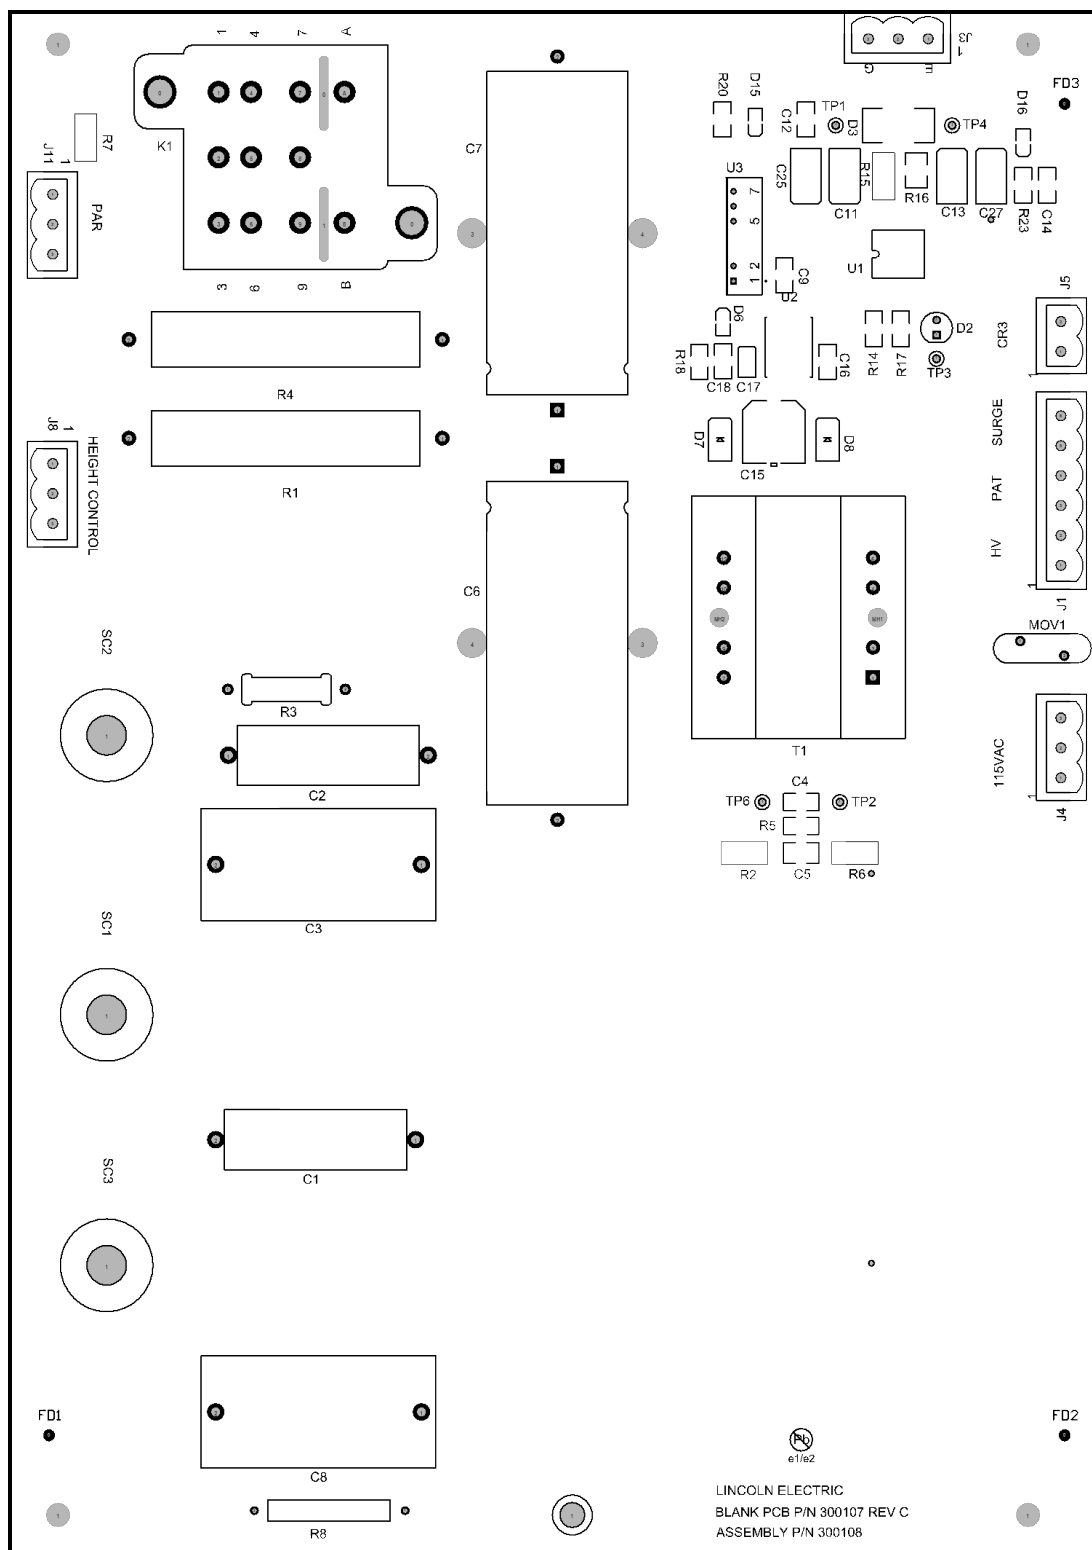 1 4 7 A
J3
1
G E
R20 D15
FD3
TP1
C12 D3
TP4 D16
R7 K1
J11 1
C7
U3
7
5
2
1
C25 C11 R15 R16 C13 C27 R23 C14
PAR
U1
C9
U2
3 6 9 B
J5
D6
D2
CR3
1
R18 C18 C17 C16 R14 R17 TP3
R4
J8 1
HEIGHT CONTROL
D7 D8
C15
SURGE
R1
PAT
HV
1
J1
C6
MH2 MH1
MOV1
SC2
R3
T1
115VAC
1
J4
C2
C4
TP6 TP2
R5
R2 C5 R6
SC1
C3
SC3
C1
FD1 FD2
Pb
e1/e2
C8
LINCOLN ELECTRIC
BLANK PCB P/N 300107 REV C
ASSEMBLY P/N 300108
R8